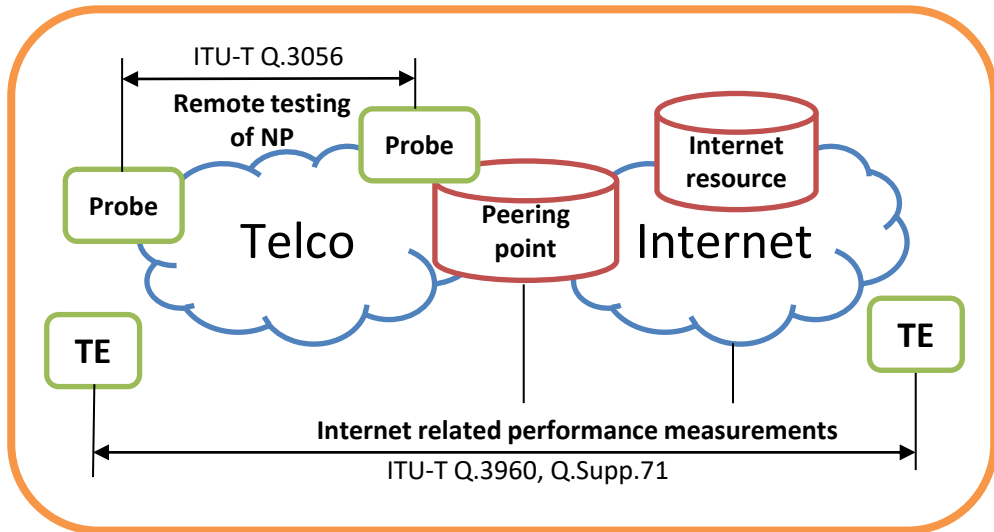 ITU-T Q.3056
Remote testing
of NP
Probe
Probe
Telco
Peering
point
Internet
resource
Internet
TE
TE
Internet related performance measurements
ITU-T Q.3960, Q.Supp.71